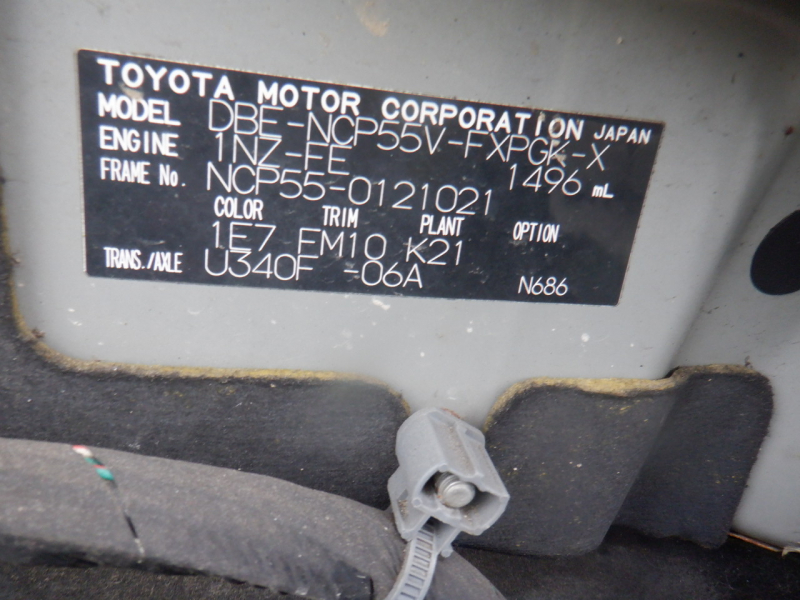 TOYOTA MOTOR CORPORATION JAPAN
MODEL DBE-NCP55V-FXPGK-X
ENGINE 1NZ-FE 1496 mL
FRAME No. NCP55-0121021
COLOR TRIM PLANT OPTION
1E7 FM10 K21
TRANS./AXLE U340F -06A
N686